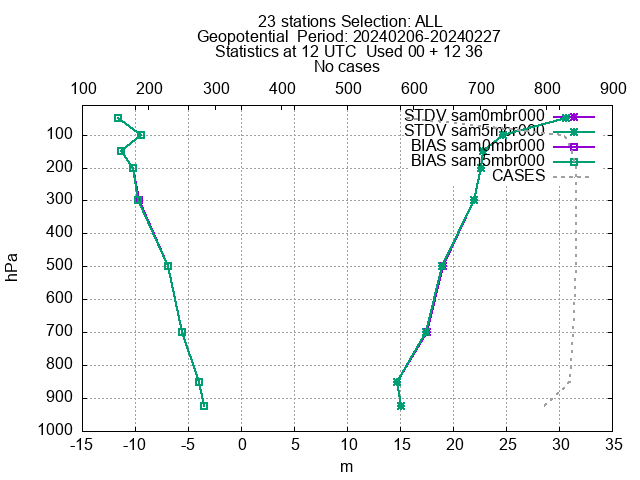 23 stations Selection: ALL
Geopotential  Period: 20240206-20240227
Statistics at 12 UTC  Used 00 + 12 36
No cases
100 200 300 400 500 600 700 800 900
STDV sam0mbr000
STDV sam5mbr000
BIAS sam0mbr000
BIAS sam5mbr000
CASES
100
200
300
400
500
600
700
800
900
1000
hPa
-15 -10 -5 0 5 10 15 20 25 30 35
m